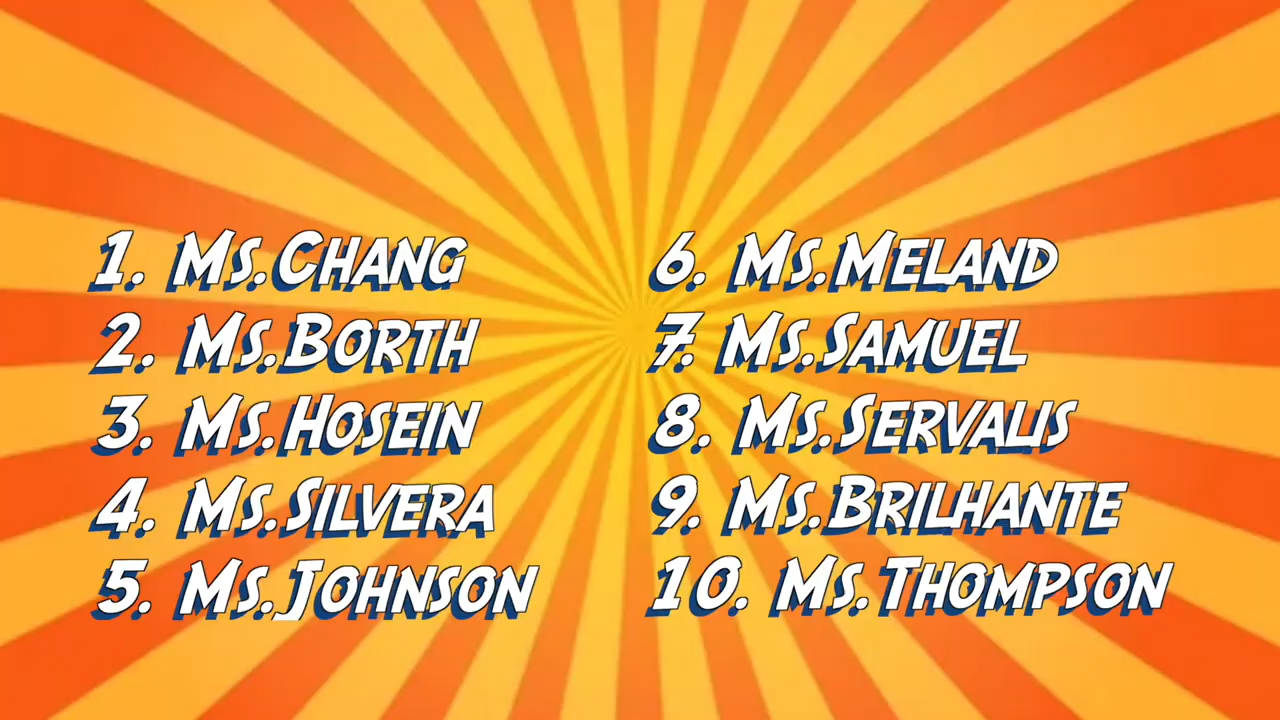 1. Ms.Chang
2. Ms.Borth
3. Ms.Hosein
4. Ms.Silvera
5. Ms.Johnson
6. Ms.Meland
7. Ms.Samuel
8. Ms.Servalis
9. Ms.Brilhante
10. Ms.Thompson